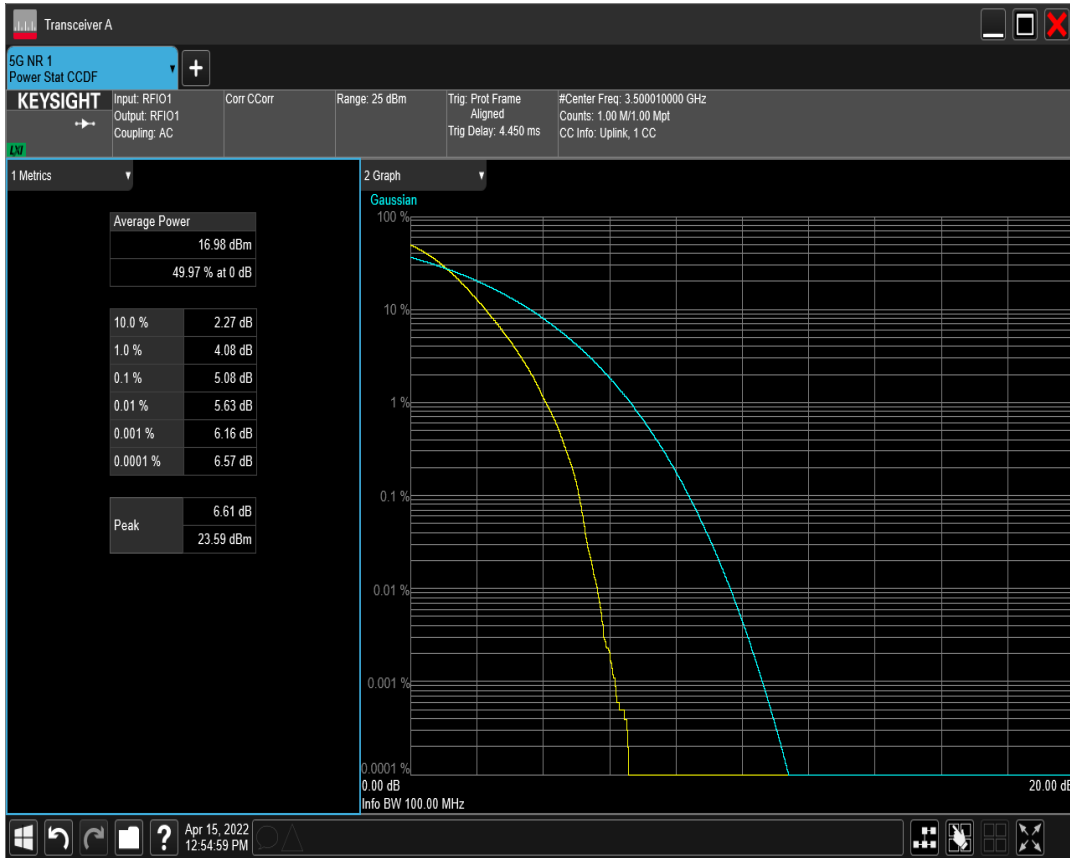 Transceiver A
5G NR 1
Power Stat CCDF
KEYSIGHT
LXI
Input: RFIO1
Output: RFIO1
Coupling: AC
Corr CCorr
Range: 25 dBm
Trig: Prot Frame
Aligned
Trig Delay: 4.450 ms
#Center Freq: 3.500010000 GHz
Counts: 1.00 M/1.00 Mpt
CC Info: Uplink, 1 CC
1 Metrics
Average Power
16.98 dBm
49.97 % at 0 dB
10.0 % 2.27 dB
1.0 % 4.08 dB
0.1 % 5.08 dB
0.01 % 5.63 dB
0.001 % 6.16 dB
0.0001 % 6.57 dB
Peak 6.61 dB
23.59 dBm
2 Graph
Gaussian
100 %
10 %
1 %
0.1 %
0.01 %
0.001 %
0.0001 %
0.00 dB 20.00 dB
Info BW 100.00 MHz
?
Apr 15, 2022
12:54:59 PM